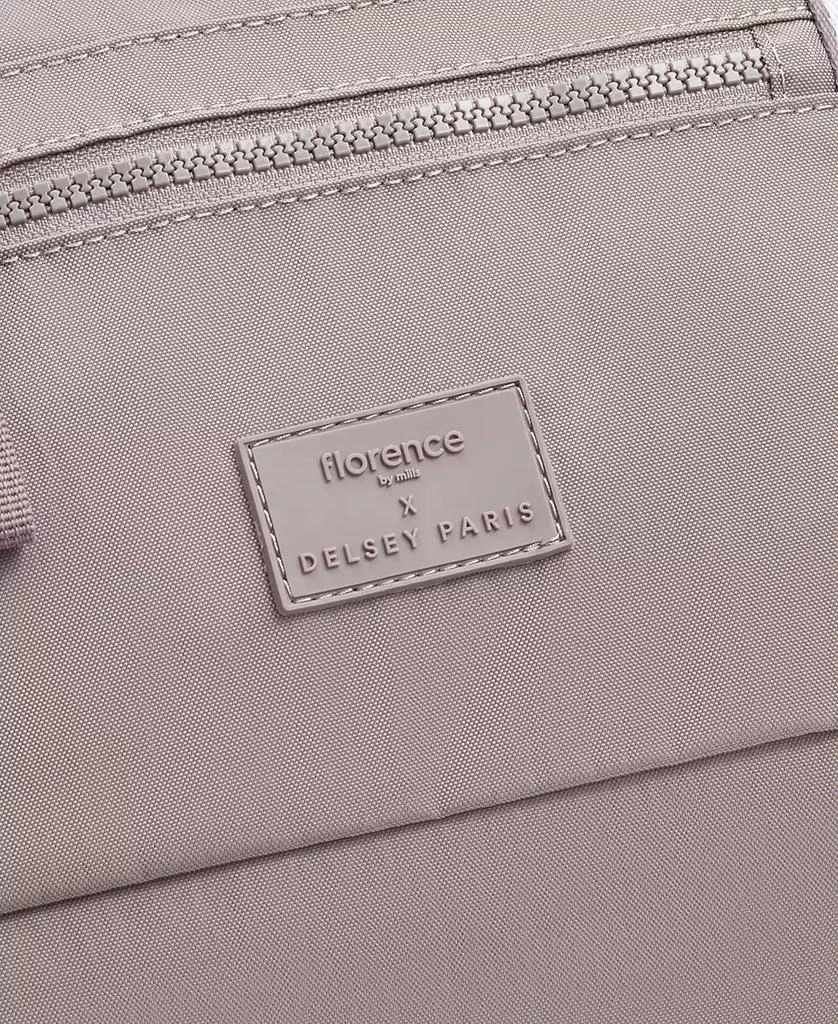 florence
by mills
X
DELSEY PARIS